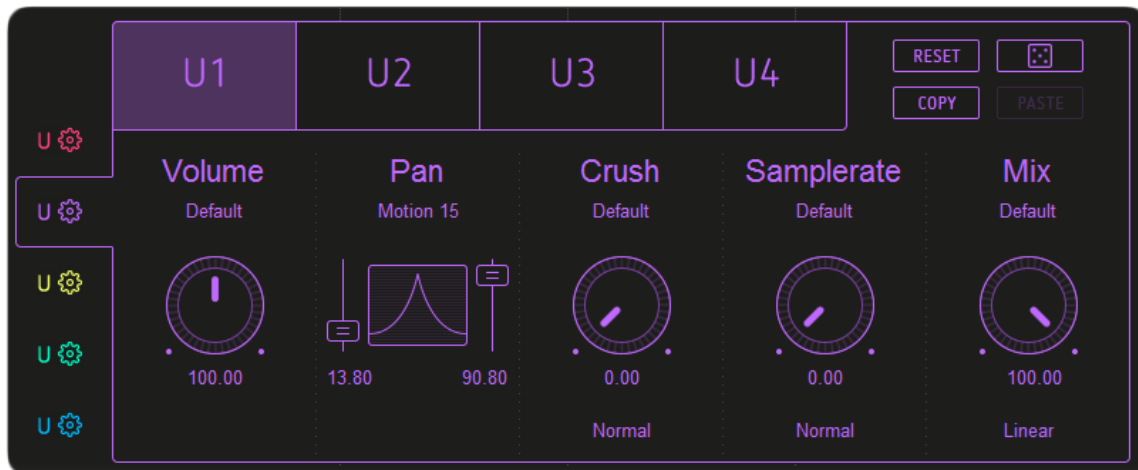 U1 U2 U3 U4
RESET
COPY PASTE
U
U
U
U
U
Volume Pan Crush Samplerate Mix
Default Motion 15 Default Default Default
100.00 13.80 90.80 0.00 0.00 100.00
Normal Normal Linear